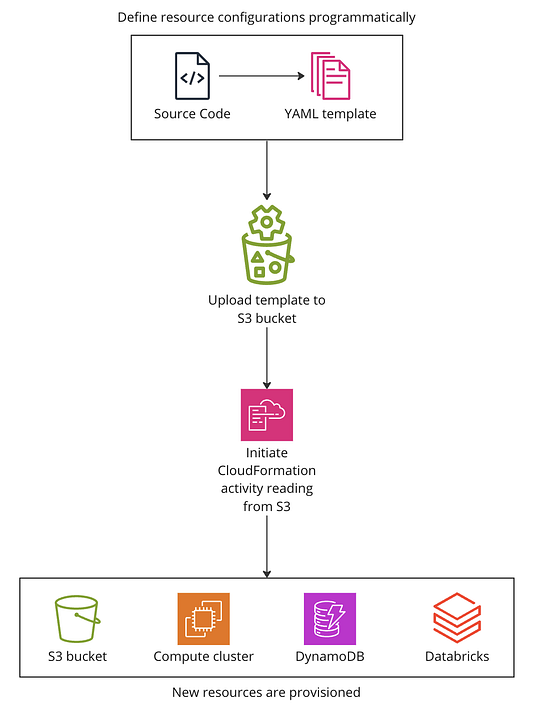 Define resource configurations programmatically
</>
Source Code
YAML template
Upload template to
S3 bucket
Initiate
CloudFormation
activity reading
from S3
S3 bucket
Compute cluster
DynamoDB
Databricks
New resources are provisioned